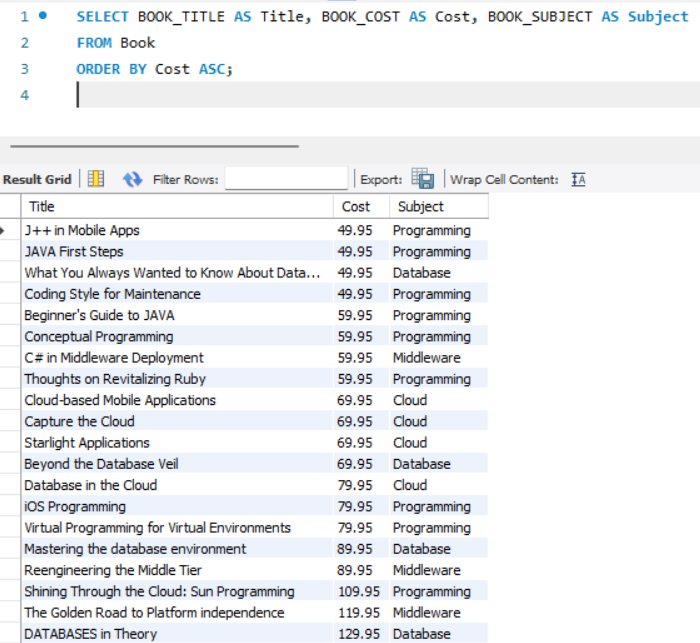 1 SELECT BOOK_TITLE AS Title, BOOK_COST AS Cost, BOOK_SUBJECT AS Subject
2 FROM Book
3 ORDER BY Cost ASC;
4
Result Grid Filter Rows: Export: Wrap Cell Content: IA
Title Cost Subject
J++ in Mobile Apps 49.95 Programming
JAVA First Steps 49.95 Programming
What You Always Wanted to Know About Data... 49.95 Database
Coding Style for Maintenance 49.95 Programming
Beginner's Guide to JAVA 59.95 Programming
Conceptual Programming 59.95 Programming
C# in Middleware Deployment 59.95 Middleware
Thoughts on Revitalizing Ruby 59.95 Programming
Cloud-based Mobile Applications 69.95 Cloud
Capture the Cloud 69.95 Cloud
Starlight Applications 69.95 Cloud
Beyond the Database Veil 69.95 Database
Database in the Cloud 79.95 Cloud
iOS Programming 79.95 Programming
Virtual Programming for Virtual Environments 79.95 Programming
Mastering the database environment 89.95 Database
Reengineering the Middle Tier 89.95 Middleware
Shining Through the Cloud: Sun Programming 109.95 Programming
The Golden Road to Platform independence 119.95 Middleware
DATABASES in Theory 129.95 Database